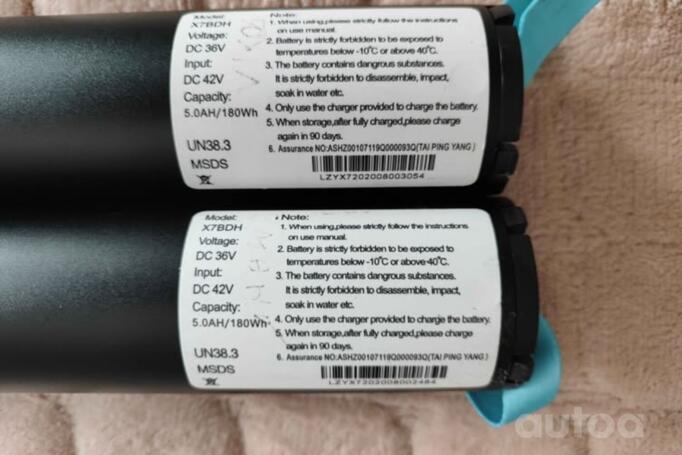 Model:
X7BDH
Voltage:
DC 36V
Input:
DC 42V
Capacity:
5.0AH/180Wh
UN38.3
MSDS
Note:
1. When using,please strictly follow the instructions
on use manual.
2. Battery is strictly forbidden to be exposed to
temperatures below -10°C or above 40°C.
3. The battery contains dangrous substances.
It is strictly forbidden to disassemble, impact,
soak in water etc.
4. Only use the charger provided to charge the battery.
5. When storage,after fully charged,please charge
again in 90 days.
6. Assurance NO:ASHZ00107119Q000093Q(TAI PING YANG )
LZYX7202008003054
Model:
X7BDH
Voltage:
DC 36V
Input:
DC 42V
Capacity:
5.0AH/180Wh
UN38.3
MSDS
Note:
1. When using,please strictly follow the instructions
on use manual.
2. Battery is strictly forbidden to be exposed to
temperatures below -10°C or above 40°C.
3. The battery contains dangrous substances.
It is strictly forbidden to disassemble, impact,
soak in water etc.
4. Only use the charger provided to charge the battery.
5. When storage,after fully charged,please charge
again in 90 days.
6. Assurance NO:ASHZ00107119Q000093Q(TAI PING YANG )
LZYX7202008002484
autoa